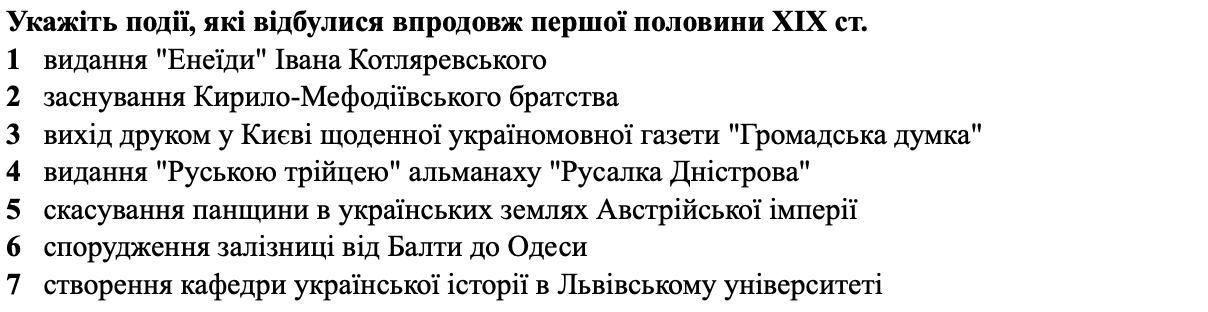 Укажіть події, які відбулися впродовж першої половини XIX ст.
1 видання "Енеїди" Івана Котляревського
2 заснування Кирило-Мефодіївського братства
3 вихід друком у Києві щоденної україномовної газети "Громадська думка"
4 видання "Руською трійцею" альманаху "Русалка Дністрова"
5 скасування панщини в українських землях Австрійської імперії
6 спорудження залізниці від Балти до Одеси
7 створення кафедри української історії в Львівському університеті